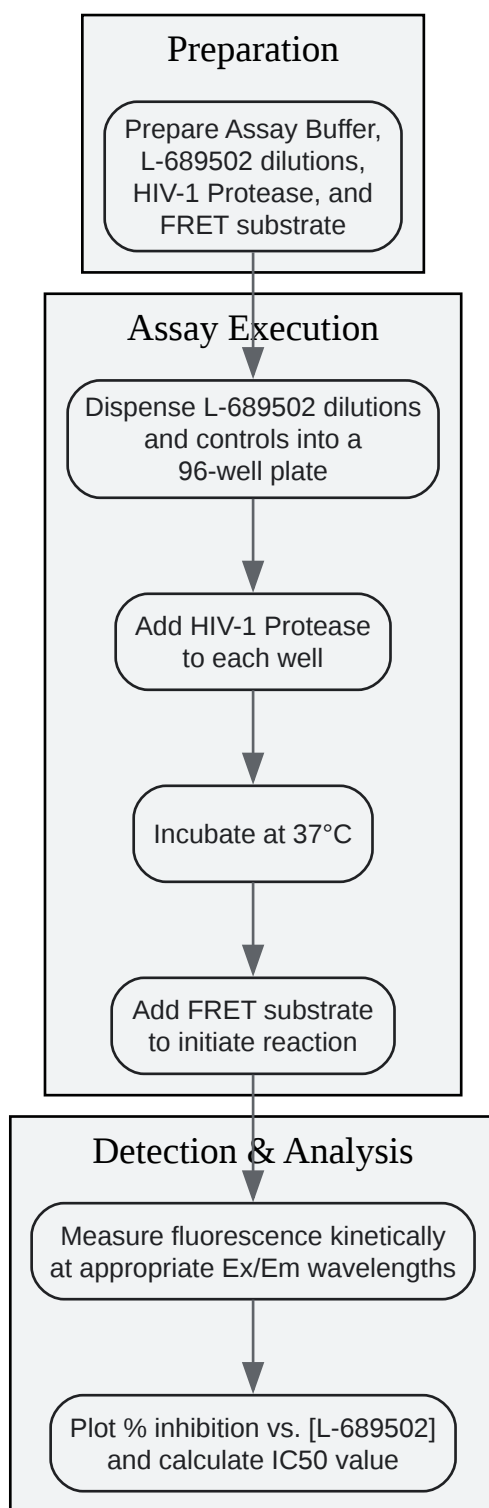 Preparation
Prepare Assay Buffer,
L-689502 dilutions,
HIV-1 Protease, and
FRET substrate
Assay Execution
Dispense L-689502 dilutions
and controls into a
96-well plate
Add HIV-1 Protease
to each well
Incubate at 37°C
Add FRET substrate
to initiate reaction
Detection & Analysis
Measure fluorescence kinetically
at appropriate Ex/Em wavelengths
Plot % inhibition vs. [L-689502]
and calculate IC50 value